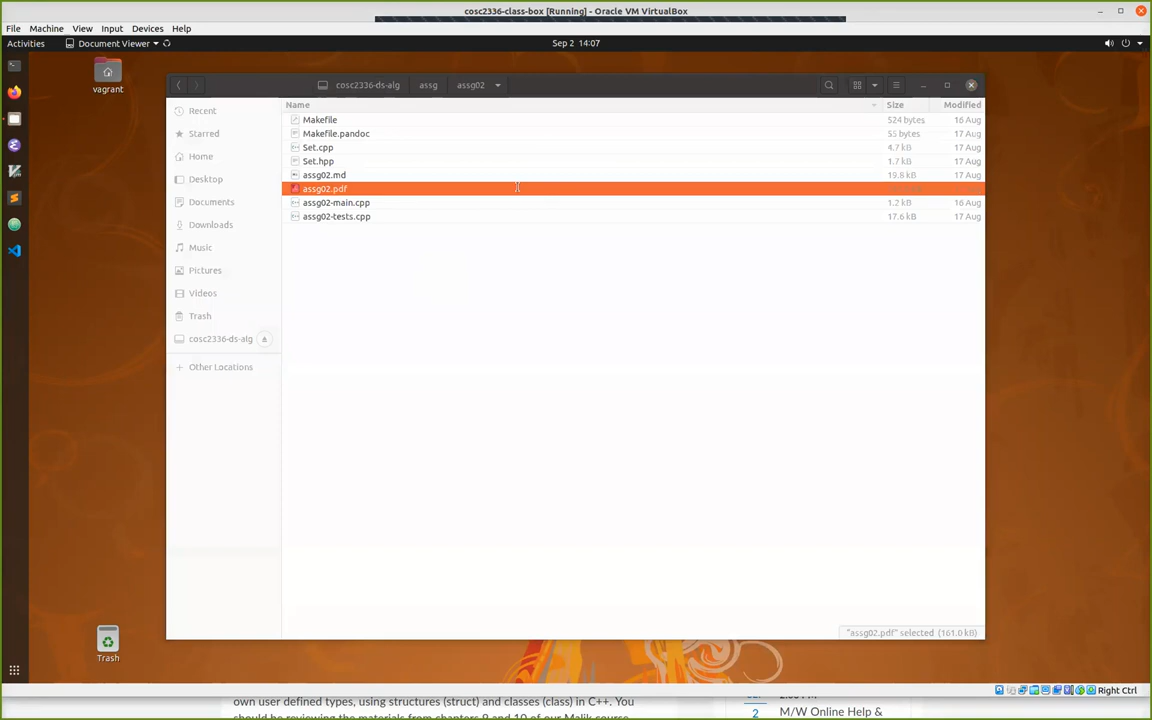 cosc2336-class-box [Running] - Oracle VM VirtualBox
File Machine View Input Devices Help
Activities Document Viewer Sep 2 14:07
vagrant
cosc2336-ds-alg assg assg02
Name Size Modified
Recent
Starred
Home
Desktop
Documents
Downloads
Music
Pictures
Videos
Trash
cosc2336-ds-alg
+ Other Locations
Makefile 524 bytes 16 Aug
Makefile.pandoc 55 bytes 17 Aug
Set.cpp 4.7 kB 17 Aug
Set.hpp 1.7 kB 17 Aug
assg02.md 19.8 kB 17 Aug
assg02.pdf 17 Aug
assg02-main.cpp 1.2 kB 16 Aug
assg02-tests.cpp 17.6 kB 17 Aug
"assg02.pdf" selected (161.0 kB)
Trash
Right Ctrl
own user defined types, using structures (struct) and classes (class) in C++. You
2 M/W Online Help &